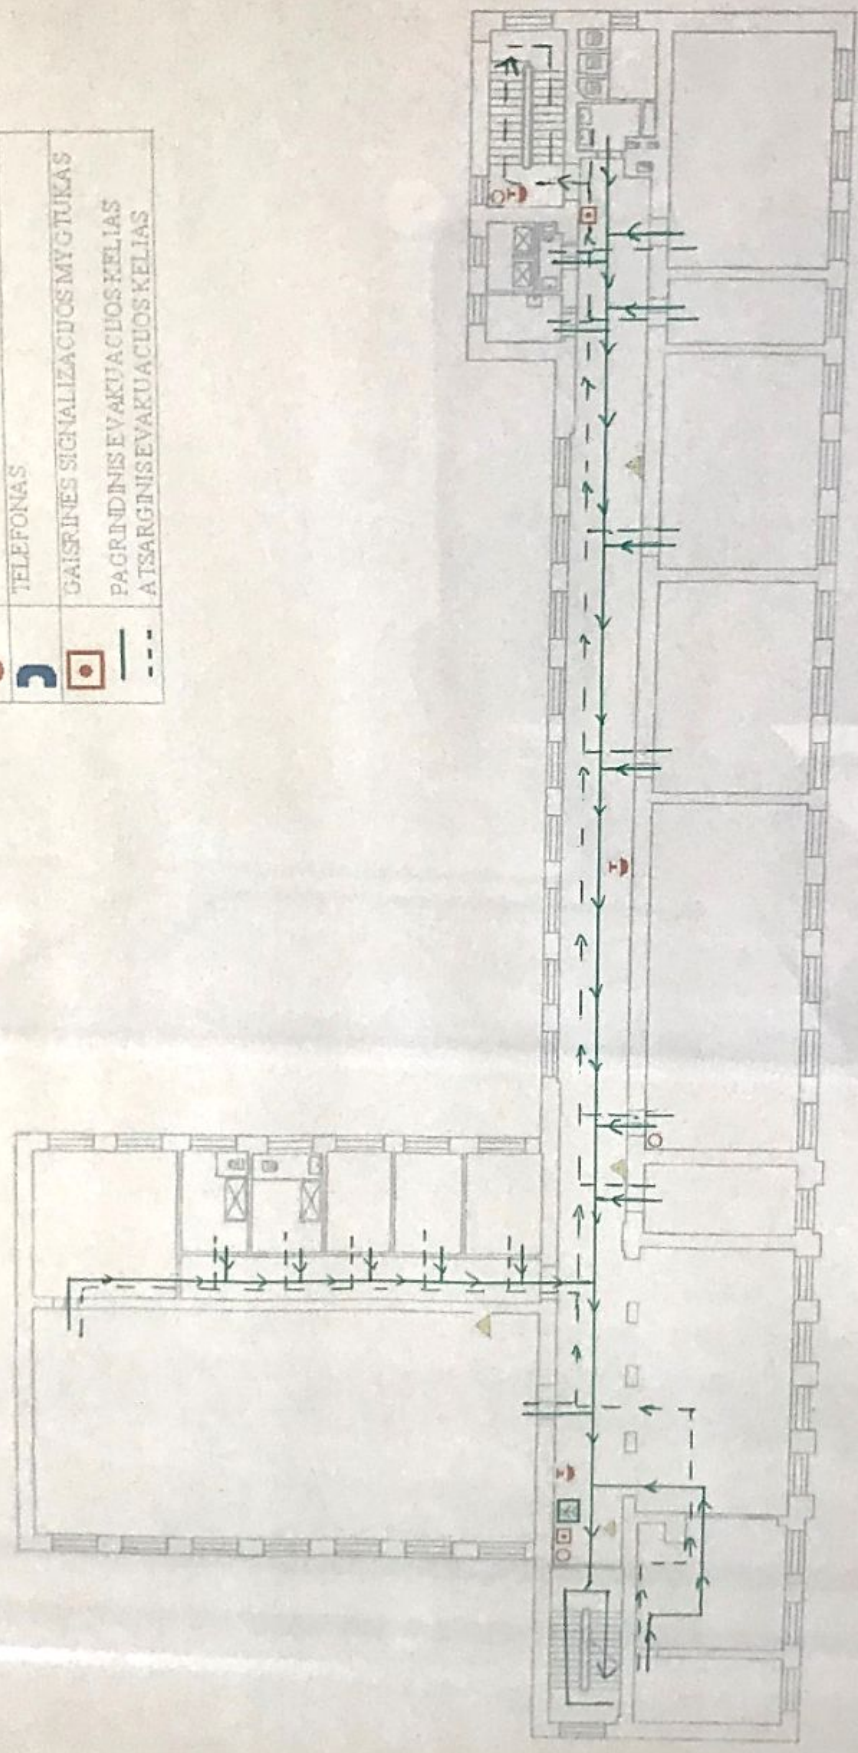 TELEFONAS
GAISRINĖS SIGNALIZACIJOS MYGTUKAS
PAGRINDINIS EVAKUACIJOS KELIAS
ATSARGINIS EVAKUACIJOS KELIAS